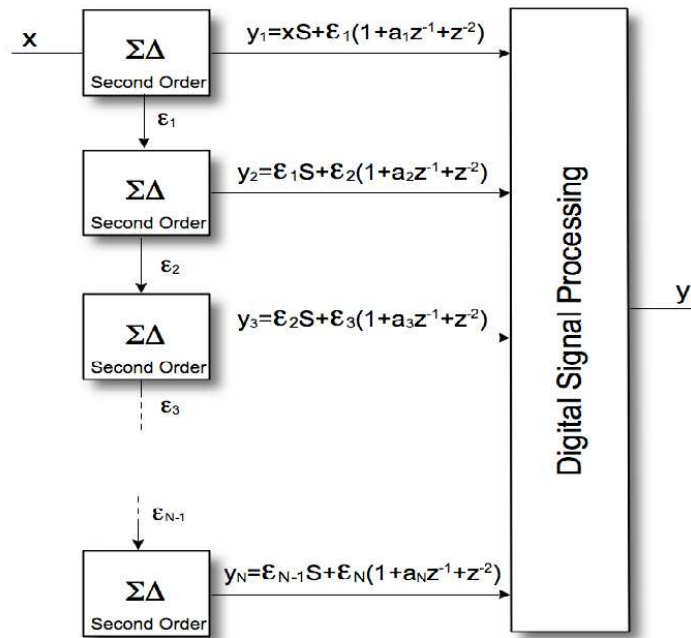 x
ΣΔ
Second Order
y₁=xS+ε₁(1+a₁z⁻¹+z⁻²)
ε₁
ΣΔ
Second Order
y₂=ε₁S+ε₂(1+a₂z⁻¹+z⁻²)
ε₂
ΣΔ
Second Order
y₃=ε₂S+ε₃(1+a₃z⁻¹+z⁻²)
ε₃
εN-1
ΣΔ
Second Order
yN=εN-1S+εN(1+aNz⁻¹+z⁻²)
Digital Signal Processing
y